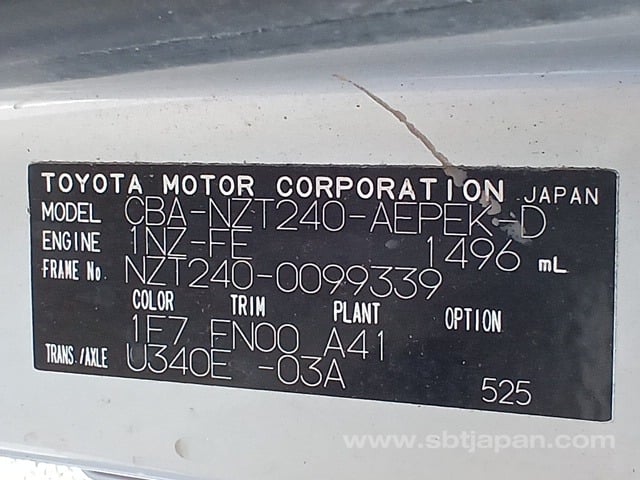 TOYOTA MOTOR CORPORATION JAPAN
MODEL CBA-NZT240-AEPEK-D
ENGINE 1NZ-FE 1496 mL
FRAME No. NZT240-0099339
COLOR TRIM PLANT OPTION
1F7 FN00 A41
TRANS./AXLE U340E -03A
525
www.sbtjapan.com